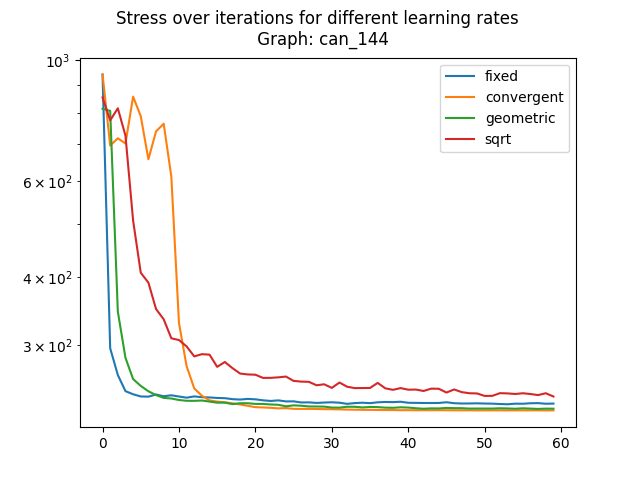 Stress over iterations for different learning rates
Graph: can_144
10³
6 × 10²
4 × 10²
3 × 10²
fixed
convergent
geometric
sqrt
0 10 20 30 40 50 60